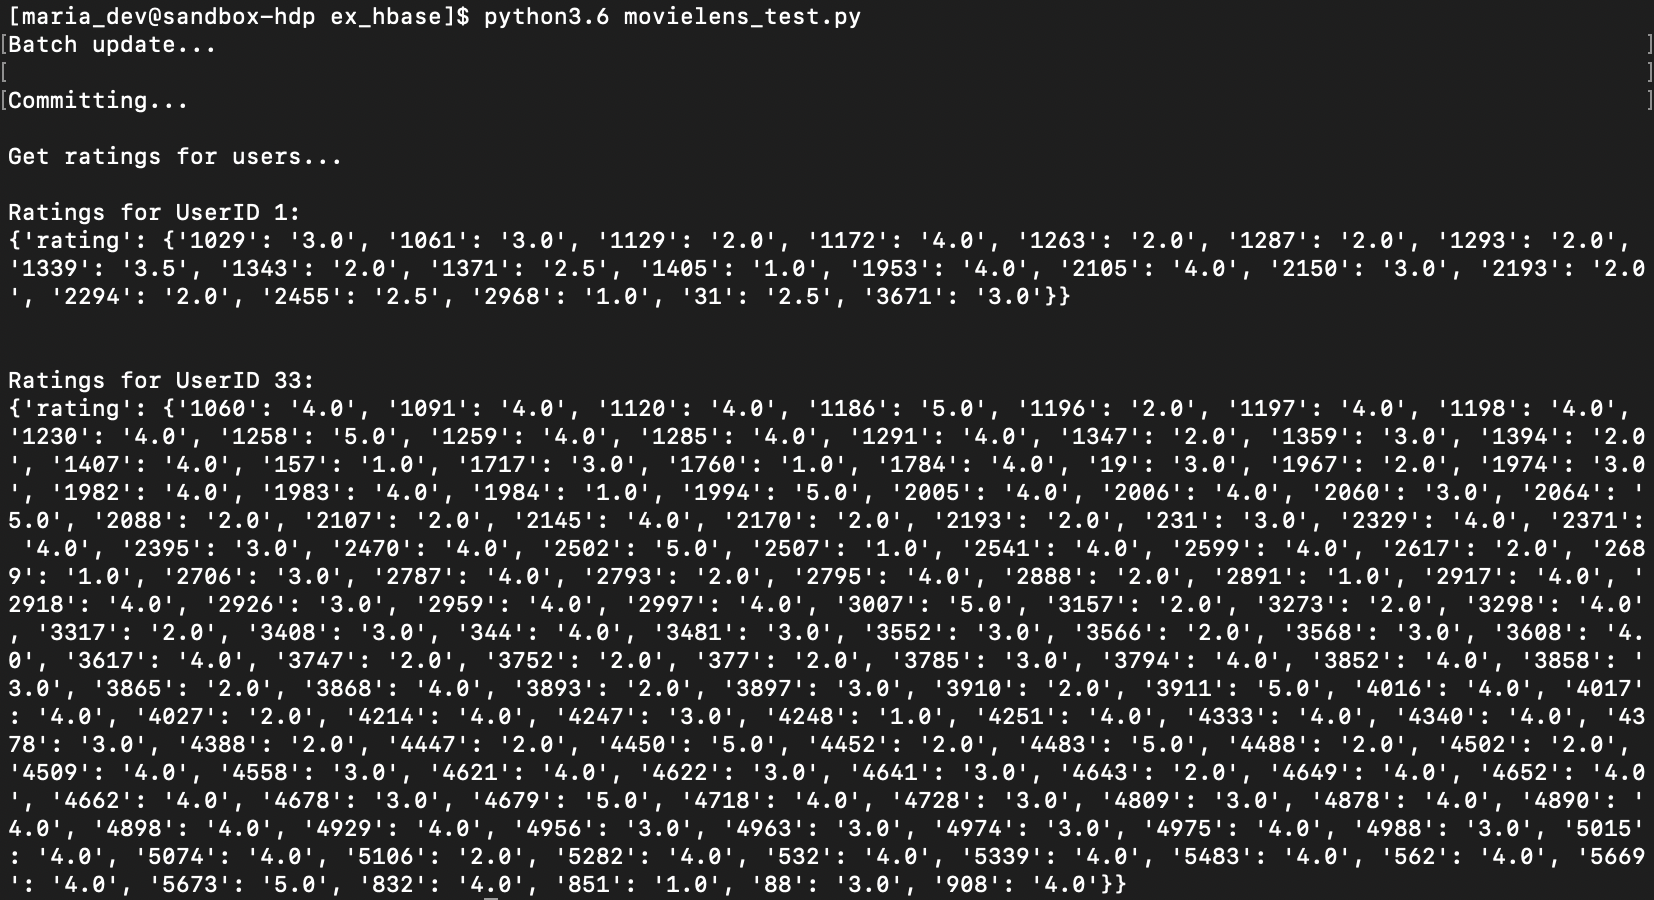 [maria_dev@sandbox-hdp ex_hbase]$ python3.6 movielens_test.py
[Batch update... ]
[ ]
[Committing... ]
Get ratings for users...
Ratings for UserID 1:
{'rating': {'1029': '3.0', '1061': '3.0', '1129': '2.0', '1172': '4.0', '1263': '2.0', '1287': '2.0', '1293': '2.0',
'1339': '3.5', '1343': '2.0', '1371': '2.5', '1405': '1.0', '1953': '4.0', '2105': '4.0', '2150': '3.0', '2193': '2.0
', '2294': '2.0', '2455': '2.5', '2968': '1.0', '31': '2.5', '3671': '3.0'}}
Ratings for UserID 33:
{'rating': {'1060': '4.0', '1091': '4.0', '1120': '4.0', '1186': '5.0', '1196': '2.0', '1197': '4.0', '1198': '4.0',
'1230': '4.0', '1258': '5.0', '1259': '4.0', '1285': '4.0', '1291': '4.0', '1347': '2.0', '1359': '3.0', '1394': '2.0
', '1407': '4.0', '157': '1.0', '1717': '3.0', '1760': '1.0', '1784': '4.0', '19': '3.0', '1967': '2.0', '1974': '3.0
', '1982': '4.0', '1983': '4.0', '1984': '1.0', '1994': '5.0', '2005': '4.0', '2006': '4.0', '2060': '3.0', '2064': '
5.0', '2088': '2.0', '2107': '2.0', '2145': '4.0', '2170': '2.0', '2193': '2.0', '231': '3.0', '2329': '4.0', '2371':
 '4.0', '2395': '3.0', '2470': '4.0', '2502': '5.0', '2507': '1.0', '2541': '4.0', '2599': '4.0', '2617': '2.0', '268
9': '1.0', '2706': '3.0', '2787': '4.0', '2793': '2.0', '2795': '4.0', '2888': '2.0', '2891': '1.0', '2917': '4.0', '
2918': '4.0', '2926': '3.0', '2959': '4.0', '2997': '4.0', '3007': '5.0', '3157': '2.0', '3273': '2.0', '3298': '4.0'
, '3317': '2.0', '3408': '3.0', '344': '4.0', '3481': '3.0', '3552': '3.0', '3566': '2.0', '3568': '3.0', '3608': '4.
0', '3617': '4.0', '3747': '2.0', '3752': '2.0', '377': '2.0', '3785': '3.0', '3794': '4.0', '3852': '4.0', '3858': '
3.0', '3865': '2.0', '3868': '4.0', '3893': '2.0', '3897': '3.0', '3910': '2.0', '3911': '5.0', '4016': '4.0', '4017'
: '4.0', '4027': '2.0', '4214': '4.0', '4247': '3.0', '4248': '1.0', '4251': '4.0', '4333': '4.0', '4340': '4.0', '43
78': '3.0', '4388': '2.0', '4447': '2.0', '4450': '5.0', '4452': '2.0', '4483': '5.0', '4488': '2.0', '4502': '2.0',
'4509': '4.0', '4558': '3.0', '4621': '4.0', '4622': '3.0', '4641': '3.0', '4643': '2.0', '4649': '4.0', '4652': '4.0
', '4662': '4.0', '4678': '3.0', '4679': '5.0', '4718': '4.0', '4728': '3.0', '4809': '3.0', '4878': '4.0', '4890': '
4.0', '4898': '4.0', '4929': '4.0', '4956': '3.0', '4963': '3.0', '4974': '3.0', '4975': '4.0', '4988': '3.0', '5015'
: '4.0', '5074': '4.0', '5106': '2.0', '5282': '4.0', '532': '4.0', '5339': '4.0', '5483': '4.0', '562': '4.0', '5669
': '4.0', '5673': '5.0', '832': '4.0', '851': '1.0', '88': '3.0', '908': '4.0'}}